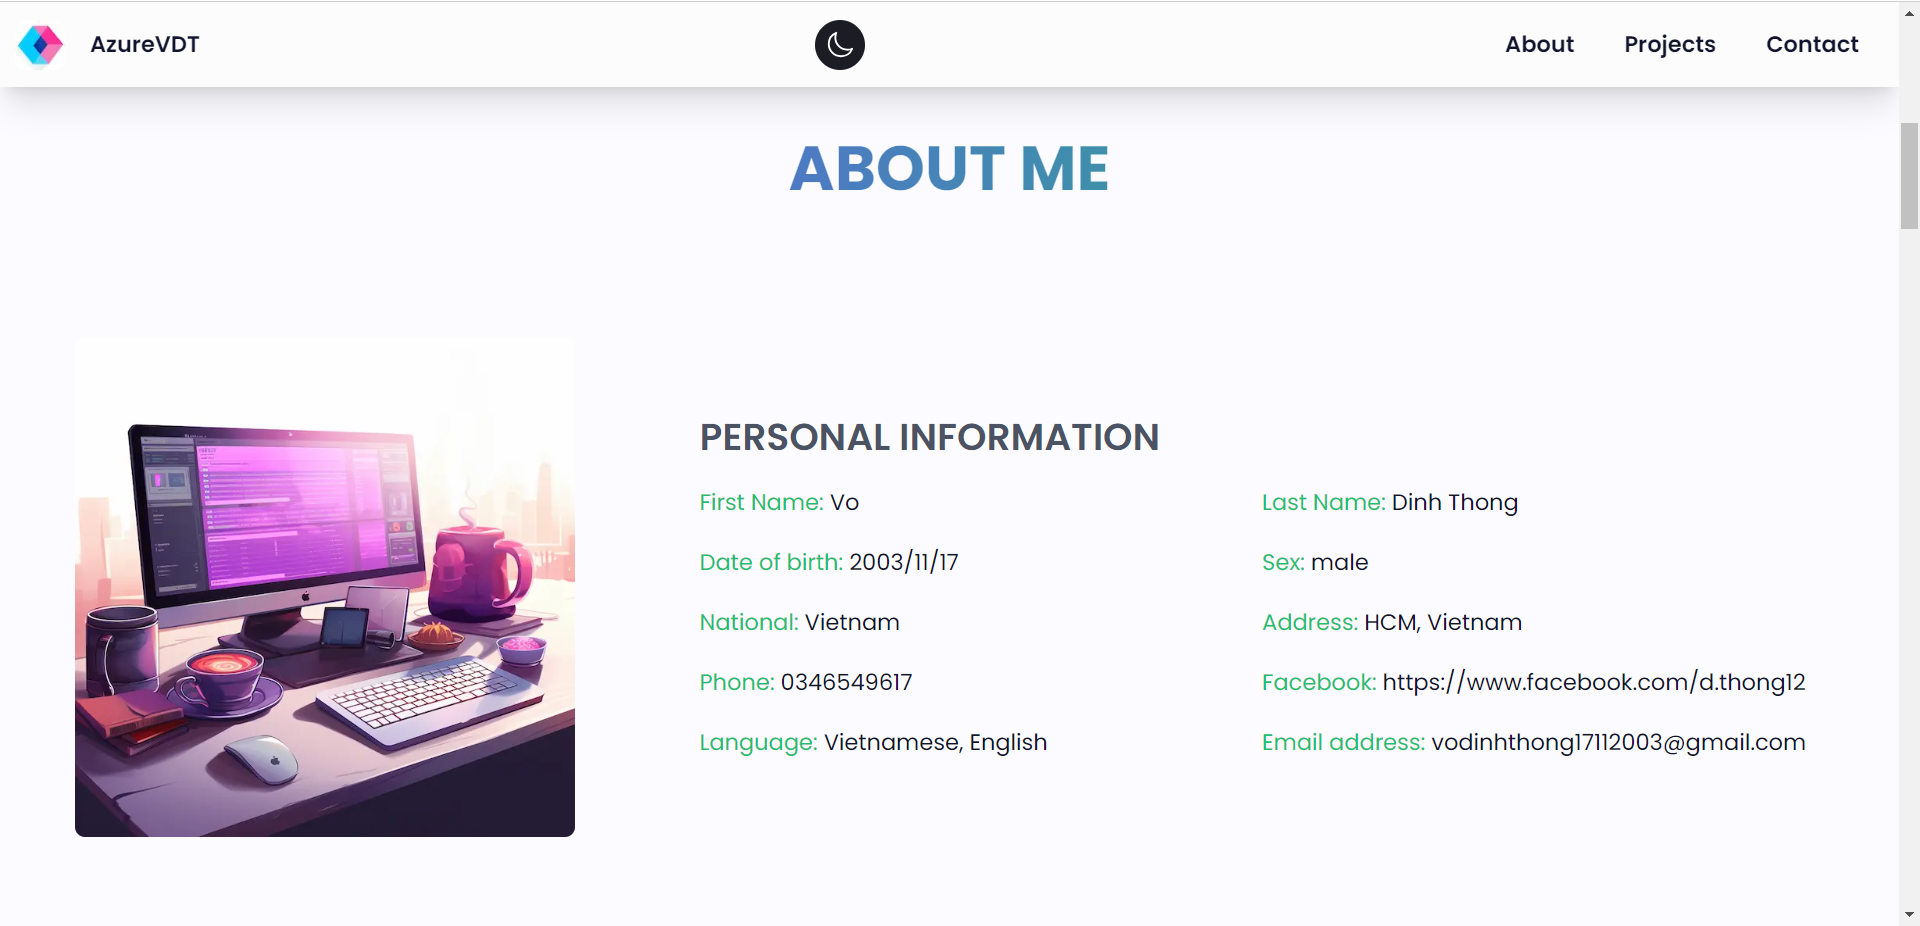 AzureVDT
About Projects Contact
ABOUT ME
PERSONAL INFORMATION
First Name: Vo
Last Name: Dinh Thong
Date of birth: 2003/11/17
Sex: male
National: Vietnam
Address: HCM, Vietnam
Phone: 0346549617
Facebook: https://www.facebook.com/d.thong12
Language: Vietnamese, English
Email address: vodinhthong17112003@gmail.com